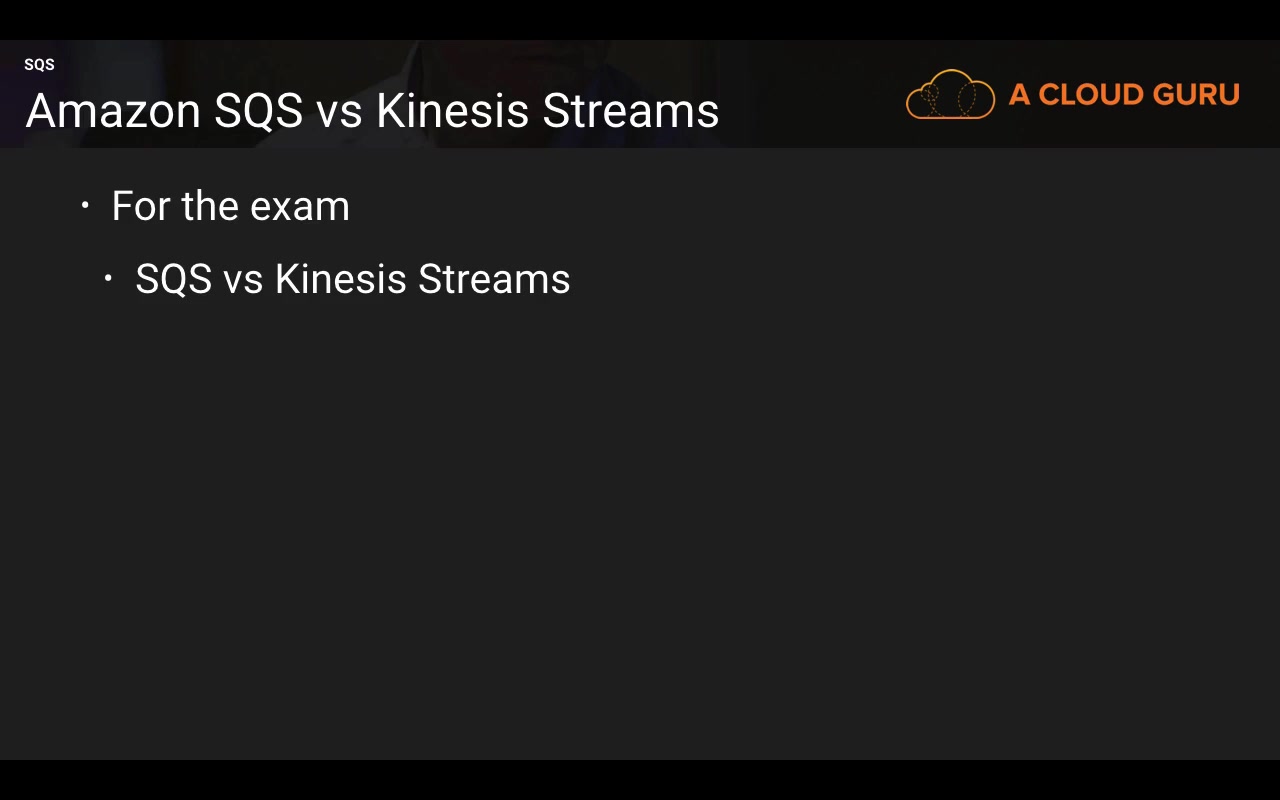 SQS
Amazon SQS vs Kinesis Streams
A CLOUD GURU
• For the exam
• SQS vs Kinesis Streams